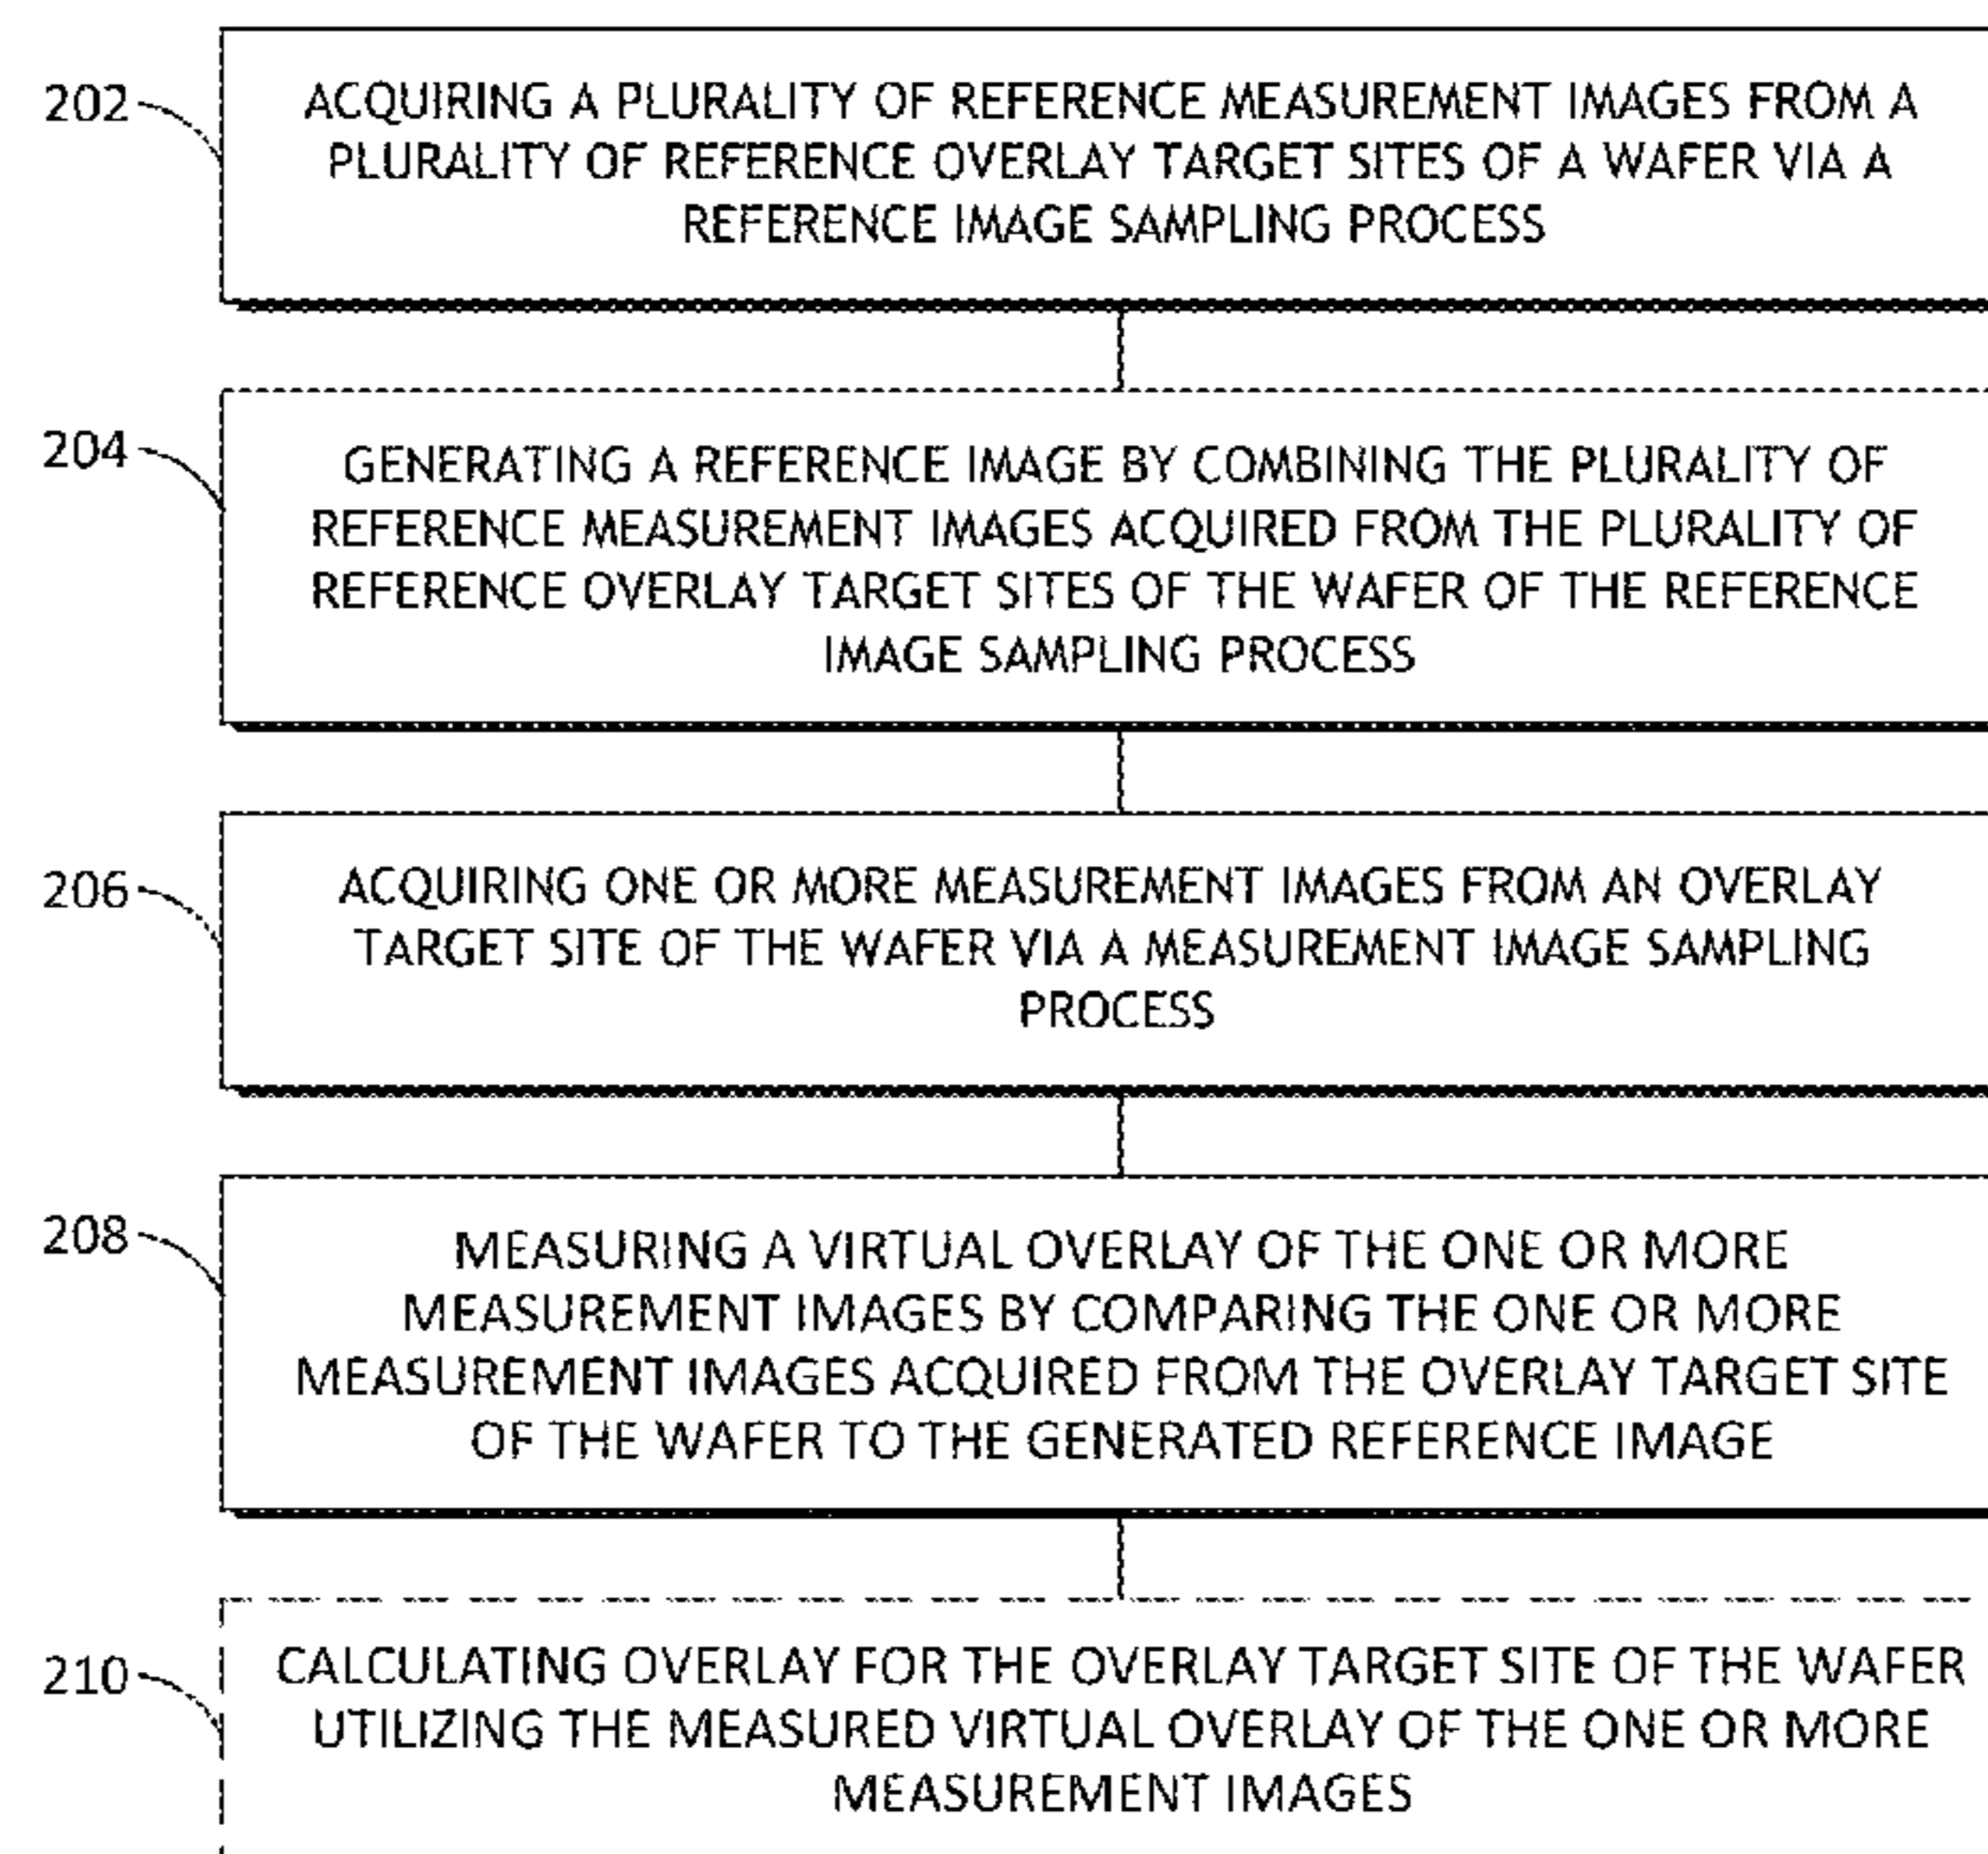 202
ACQUIRING A PLURALITY OF REFERENCE MEASUREMENT IMAGES FROM A
PLURALITY OF REFERENCE OVERLAY TARGET SITES OF A WAFER VIA A
REFERENCE IMAGE SAMPLING PROCESS
204
GENERATING A REFERENCE IMAGE BY COMBINING THE PLURALITY OF
REFERENCE MEASUREMENT IMAGES ACQUIRED FROM THE PLURALITY OF
REFERENCE OVERLAY TARGET SITES OF THE WAFER OF THE REFERENCE
IMAGE SAMPLING PROCESS
206
ACQUIRING ONE OR MORE MEASUREMENT IMAGES FROM AN OVERLAY
TARGET SITE OF THE WAFER VIA A MEASUREMENT IMAGE SAMPLING
PROCESS
208
MEASURING A VIRTUAL OVERLAY OF THE ONE OR MORE
MEASUREMENT IMAGES BY COMPARING THE ONE OR MORE
MEASUREMENT IMAGES ACQUIRED FROM THE OVERLAY TARGET SITE
OF THE WAFER TO THE GENERATED REFERENCE IMAGE
210
CALCULATING OVERLAY FOR THE OVERLAY TARGET SITE OF THE WAFER
UTILIZING THE MEASURED VIRTUAL OVERLAY OF THE ONE OR MORE
MEASUREMENT IMAGES